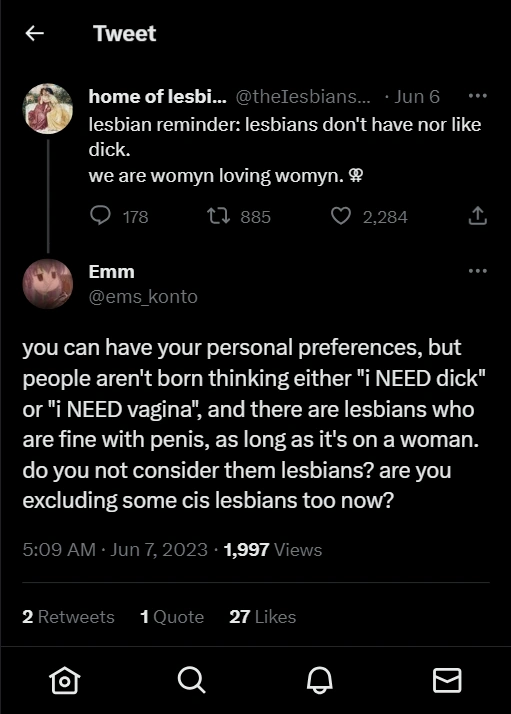 Tweet
home of lesbi... @theIesbians... · Jun 6
lesbian reminder: lesbians don't have nor like
dick.
we are womyn loving womyn. ⚢
178 885 2,284
Emm
@ems_konto
you can have your personal preferences, but
people aren't born thinking either "i NEED dick"
or "i NEED vagina", and there are lesbians who
are fine with penis, as long as it's on a woman.
do you not consider them lesbians? are you
excluding some cis lesbians too now?
5:09 AM · Jun 7, 2023 · 1,997 Views
2 Retweets 1 Quote 27 Likes